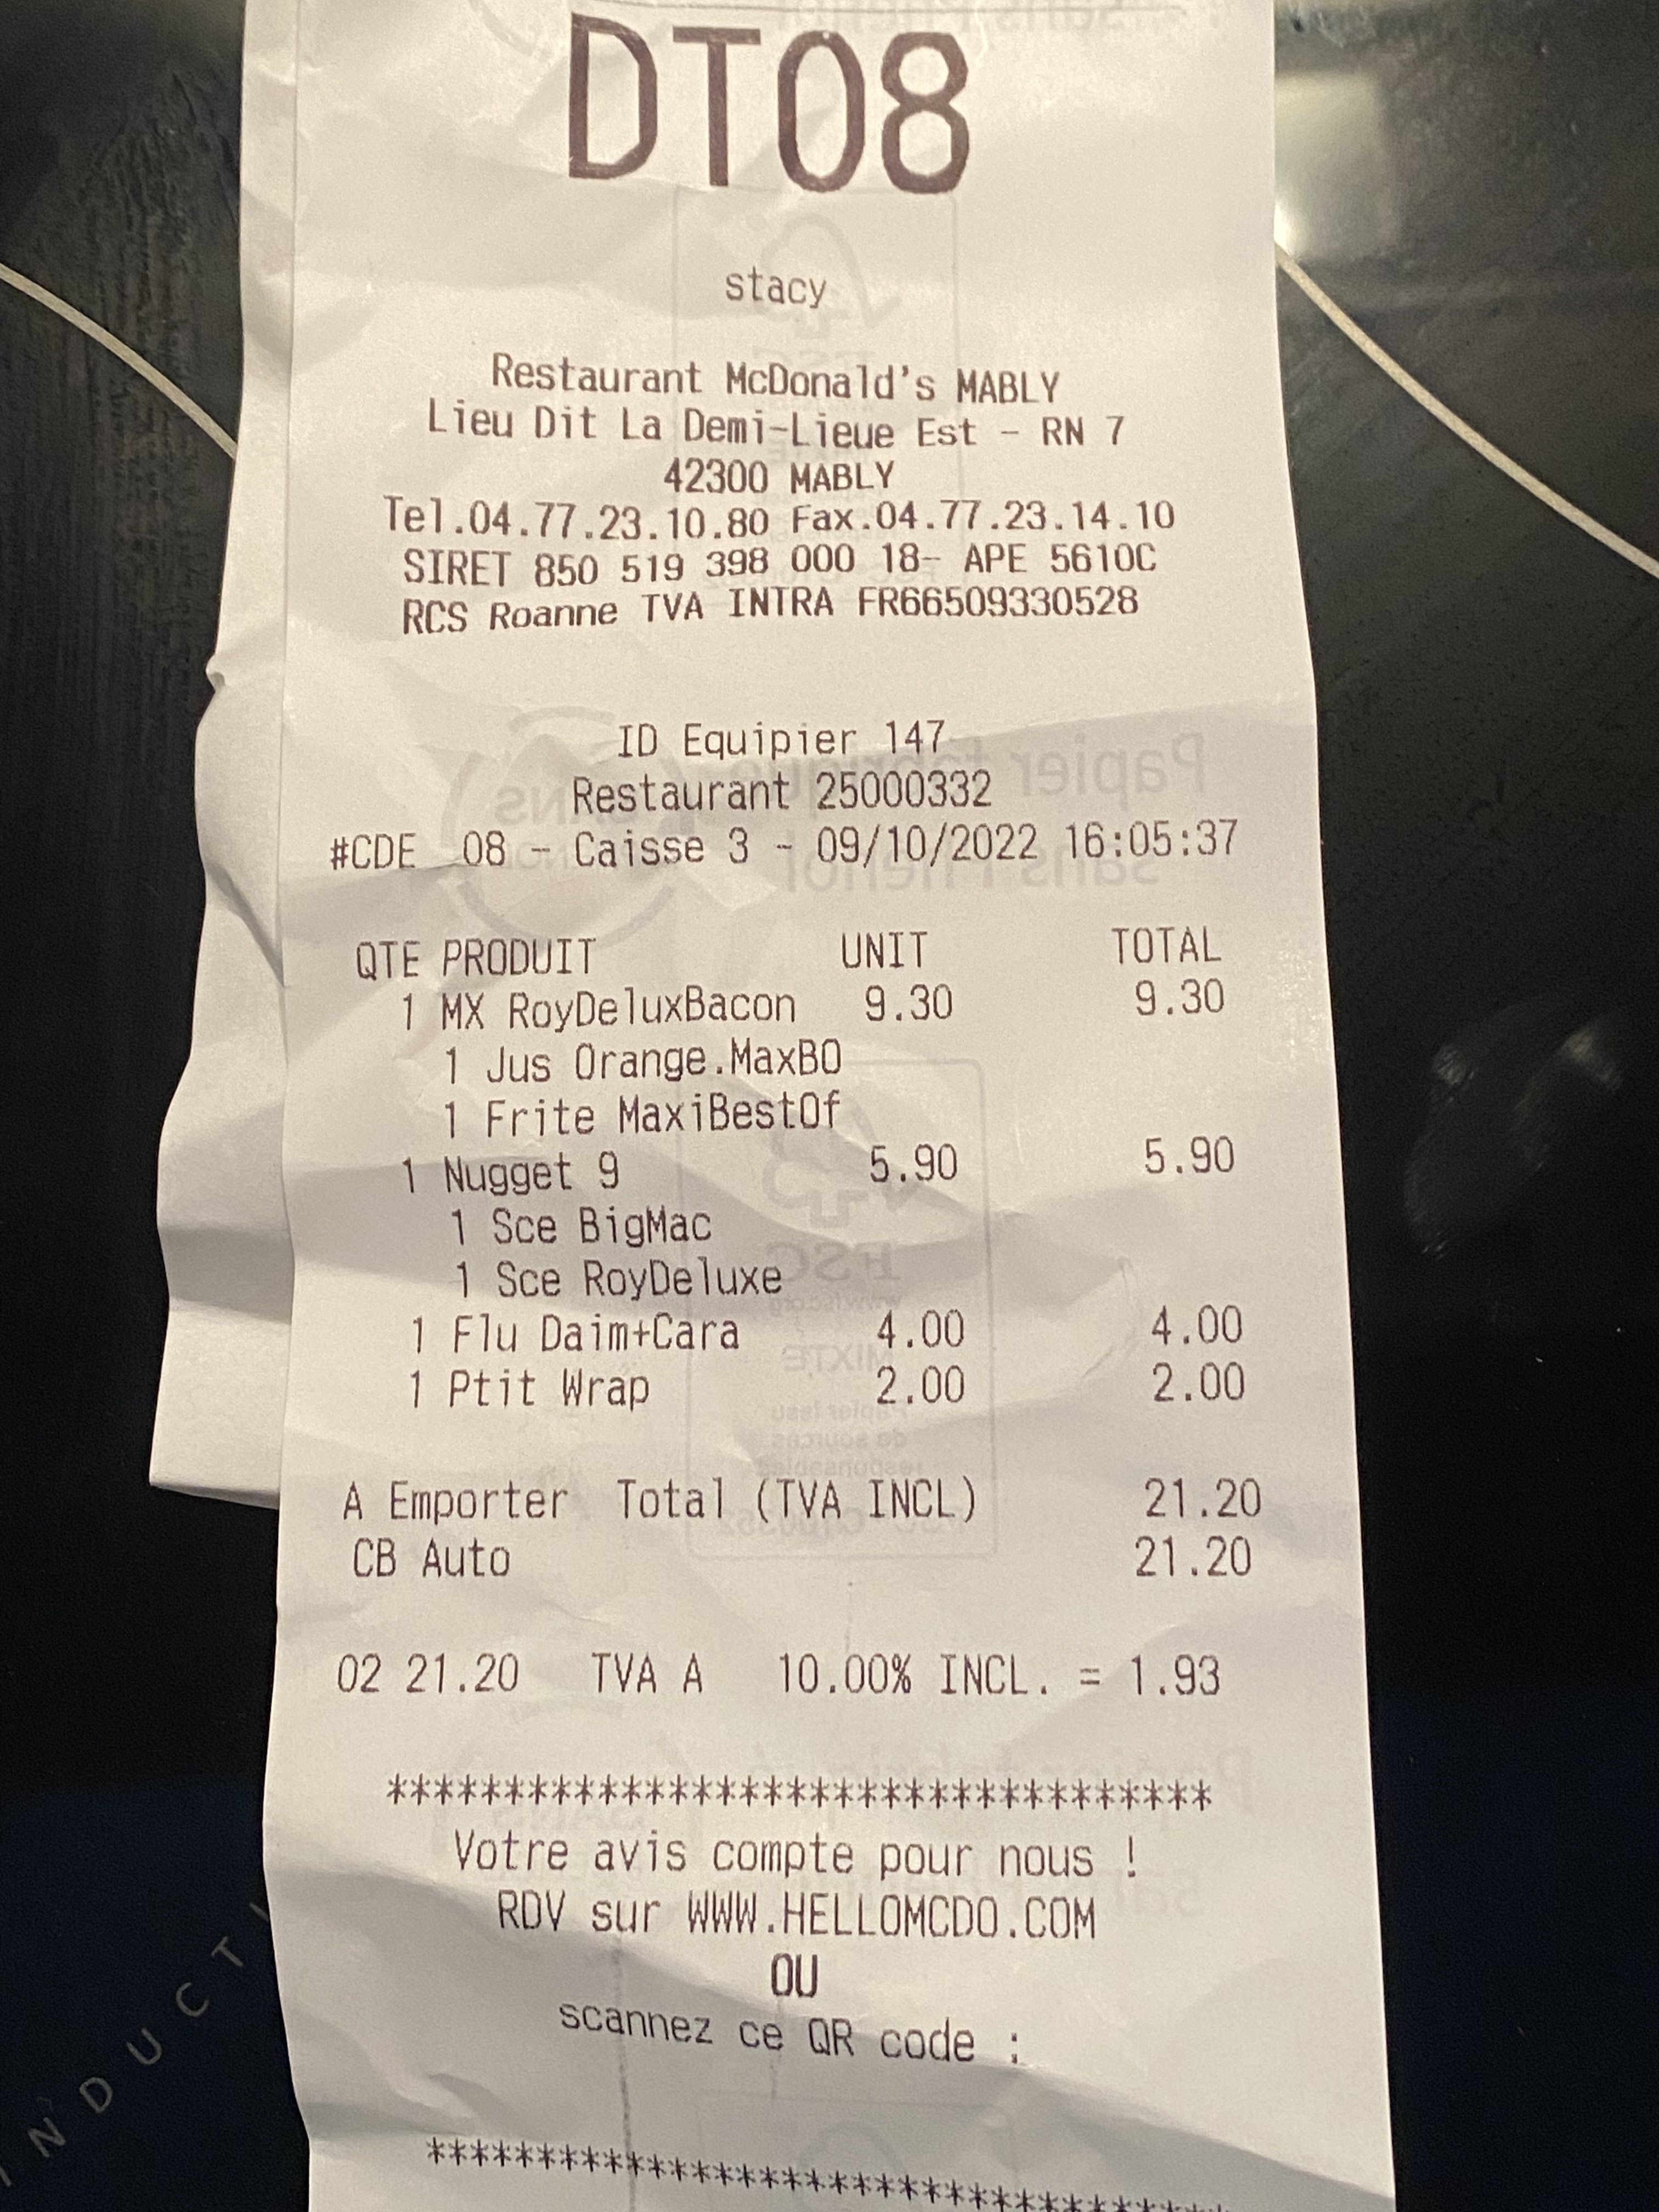 DT08
stacy
Restaurant McDonald's MABLY
Lieu Dit La Demi-Lieue Est - RN 7
42300 MABLY
Tel.04.77.23.10.80 Fax.04.77.23.14.10
SIRET 850 519 398 000 18- APE 5610C
RCS Roanne TVA INTRA FR66509330528
ID Equipier 147
Restaurant 25000332
#CDE 08 - Caisse 3 - 09/10/2022 16:05:37
QTE PRODUIT UNIT TOTAL
1 MX RoyDeluxBacon 9.30 9.30
1 Jus Orange.MaxBO
1 Frite MaxiBestOf
1 Nugget 9 5.90 5.90
1 Sce BigMac
1 Sce RoyDeluxe
1 Flu Daim+Cara 4.00 4.00
1 Ptit Wrap 2.00 2.00
A Emporter Total (TVA INCL) 21.20
CB Auto 21.20
02 21.20 TVA A 10.00% INCL. = 1.93
***********************************
Votre avis compte pour nous !
RDV sur WWW.HELLOMCDO.COM
OU
scannez ce QR code :
***********************************
INDUCT